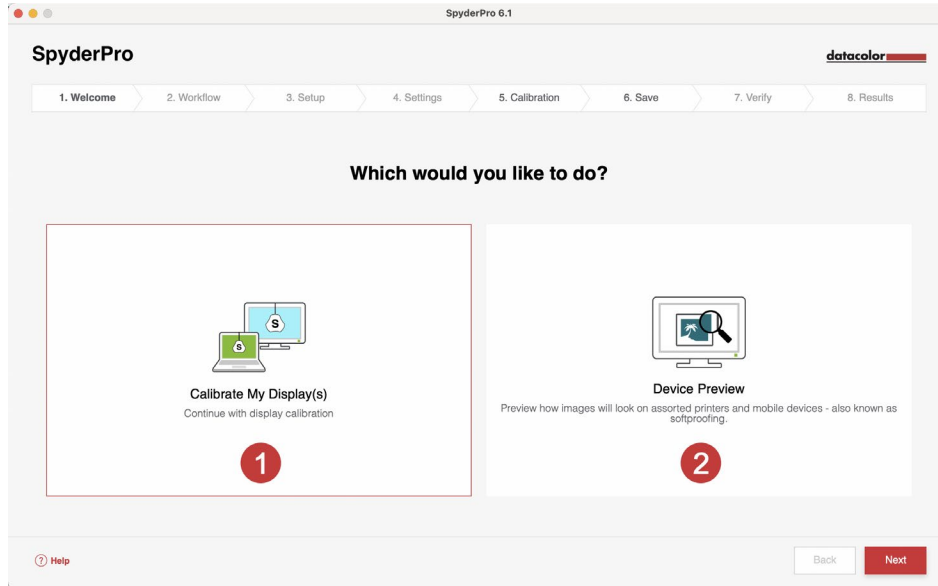 SpyderPro 6.1
SpyderPro
datacolor
1. Welcome
2. Workflow
3. Setup
4. Settings
5. Calibration
6. Save
7. Verify
8. Results
Which would you like to do?
S
S
Calibrate My Display(s)
Continue with display calibration
1
Device Preview
Preview how images will look on assorted printers and mobile devices - also known as
softproofing.
2
? Help
Back
Next